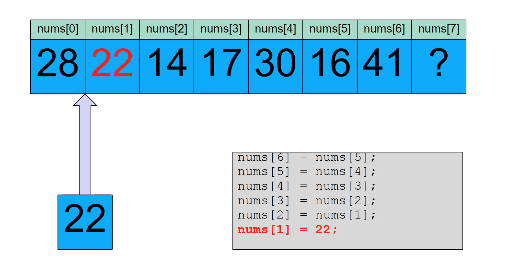 nums[0] nums[1] nums[2] nums[3] nums[4] nums[5] nums[6] nums[7]
28 22 14 17 30 16 41 ?
22
nums[6] = nums[5];
nums[5] = nums[4];
nums[4] = nums[3];
nums[3] = nums[2];
nums[2] = nums[1];
nums[1] = 22;